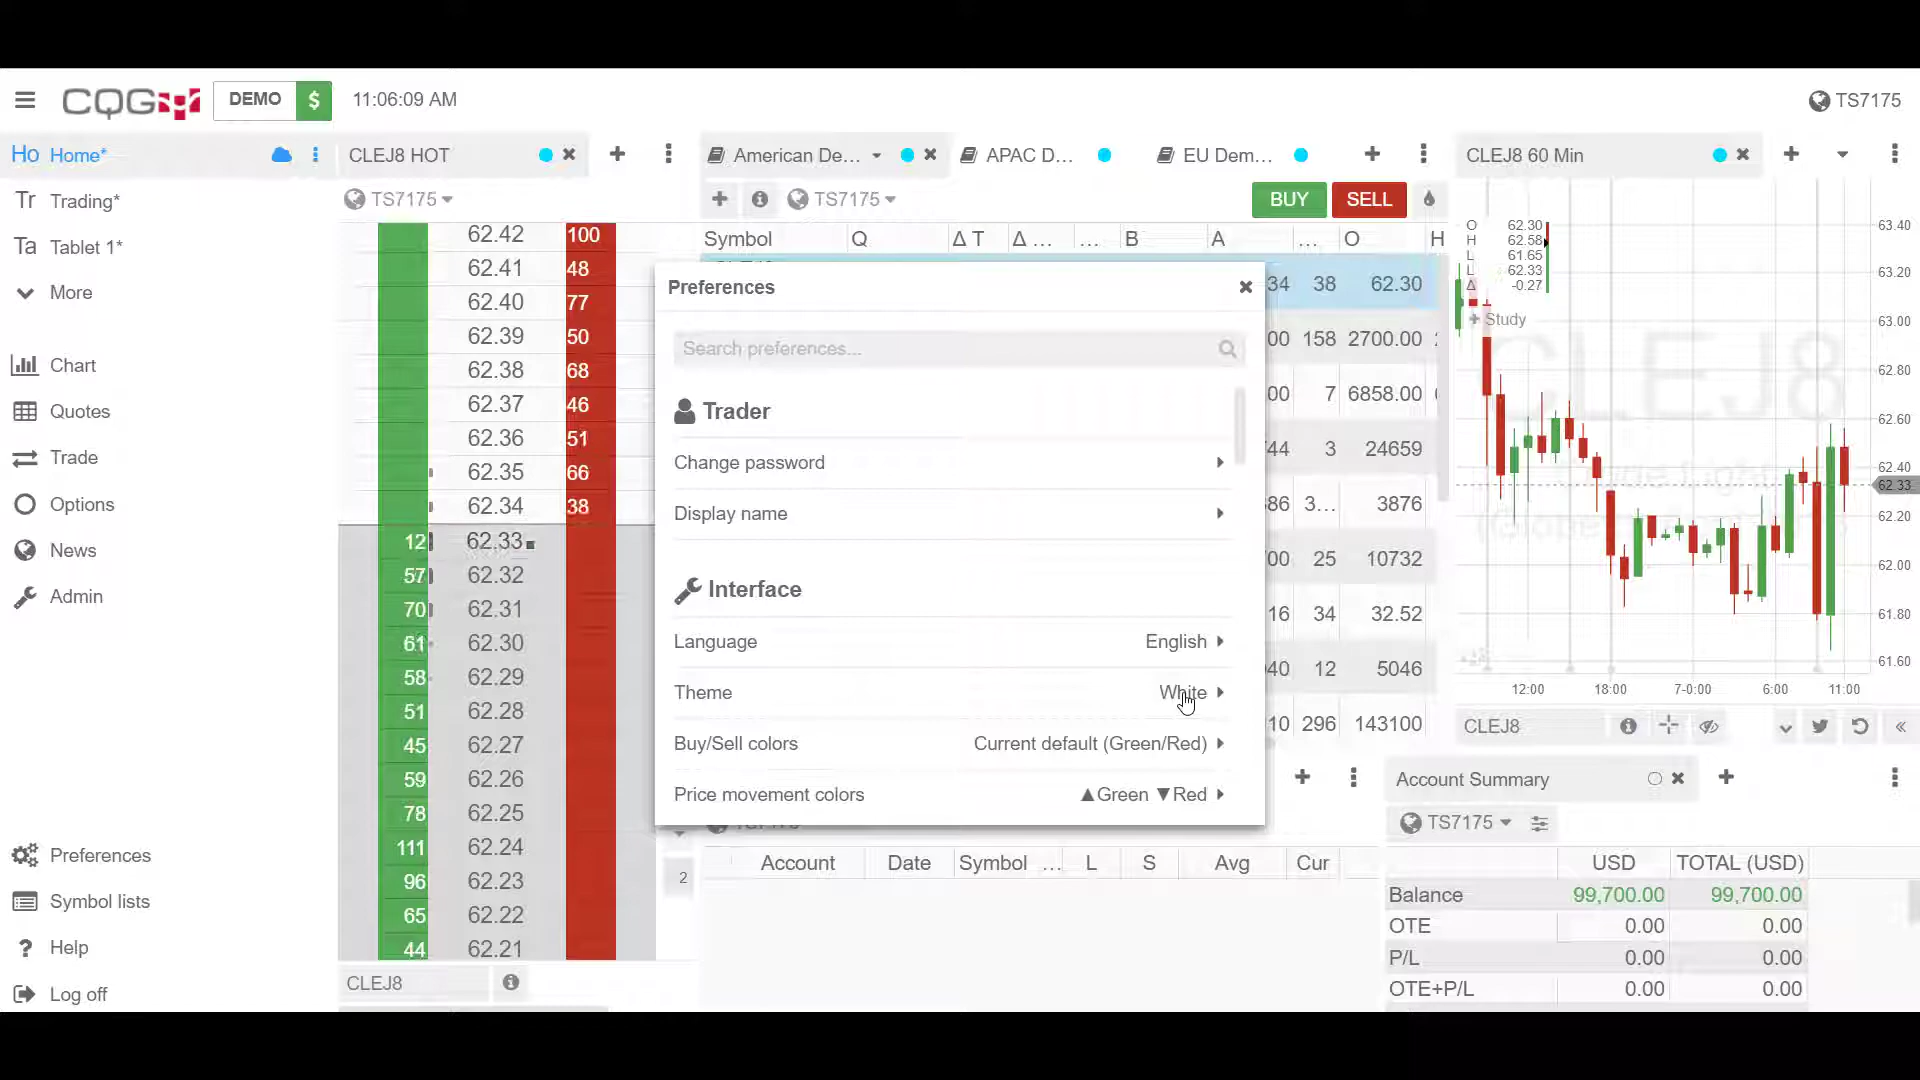 CQG
DEMO $ 11:06:09 AM
TS7175
Ho Home*
Tr Trading*
Ta Tablet 1*
More
Chart
Quotes
Trade
Options
News
Admin
Preferences
Symbol lists
Help
Log off
CLEJ8 HOT
TS7175
62.42 100
62.41 48
62.40 77
62.39 50
62.38 68
62.37 46
62.36 51
62.35 66
62.34 38
12 62.33
57 62.32
70 62.31
61 62.30
58 62.29
51 62.28
45 62.27
59 62.26
78 62.25
111 62.24
96 62.23
65 62.22
44 62.21
CLEJ8
2
American De... APAC D... EU Dem...
TS7175 BUY SELL
Symbol Q Δ T Δ ... ... B A ... O H
34 38 62.30
00 158 2700.00
00 7 6858.00
44 3 24659
86 3... 3876
00 25 10732
16 34 32.52
40 12 5046
10 296 143100
Preferences
Search preferences...
Trader
Change password
Display name
Interface
Language English
Theme White
Buy/Sell colors Current default (Green/Red)
Price movement colors ▲Green ▼Red
Account Date Symbol ... L S Avg Cur
CLEJ8 60 Min
O 62.30
H 62.58
L 61.65
L 62.33
Δ -0.27
+ Study
CLEJ8
63.40
63.20
63.00
62.80
62.60
62.40
62.33
62.20
62.00
61.80
61.60
12:00 18:00 7-0:00 6:00 11:00
CLEJ8
Account Summary
TS7175
USD TOTAL (USD)
Balance 99,700.00 99,700.00
OTE 0.00 0.00
P/L 0.00 0.00
OTE+P/L 0.00 0.00